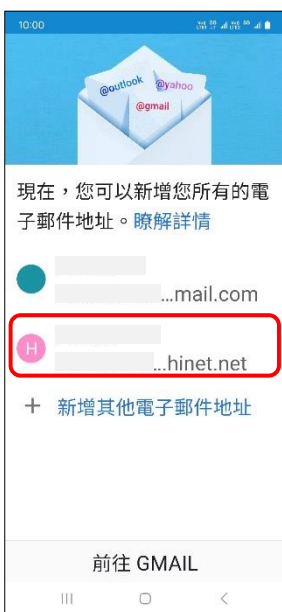 10:00
@outlook
@yahoo
@gmail
現在，您可以新增您所有的電
子郵件地址。瞭解詳情
...mail.com
H
...hinet.net
+ 新增其他電子郵件地址
前往 GMAIL